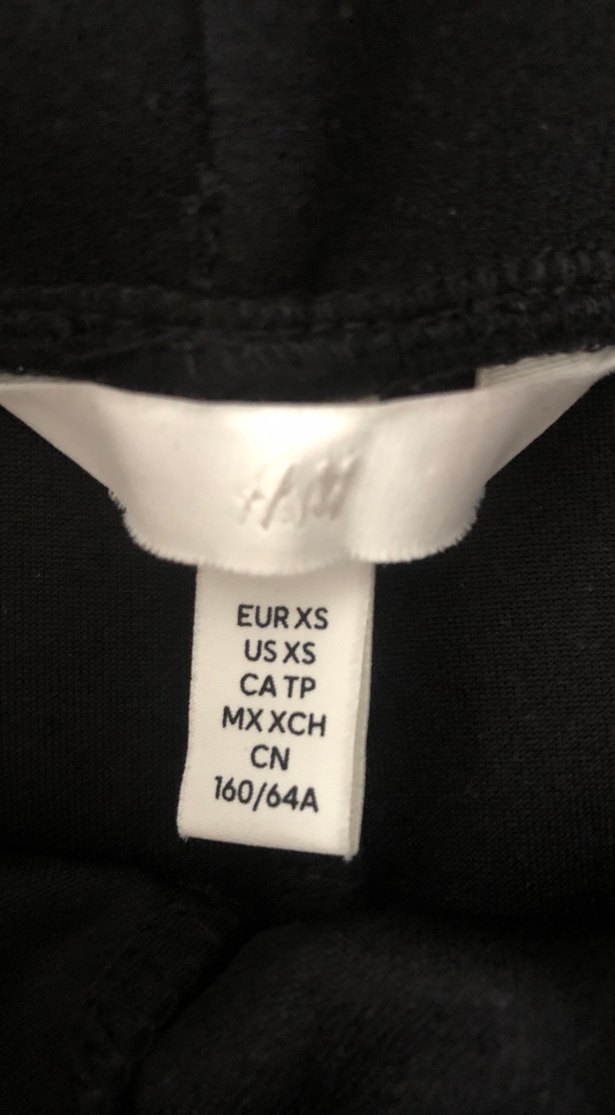 H&M
EUR XS
US XS
CA TP
MX XCH
CN
160/64A